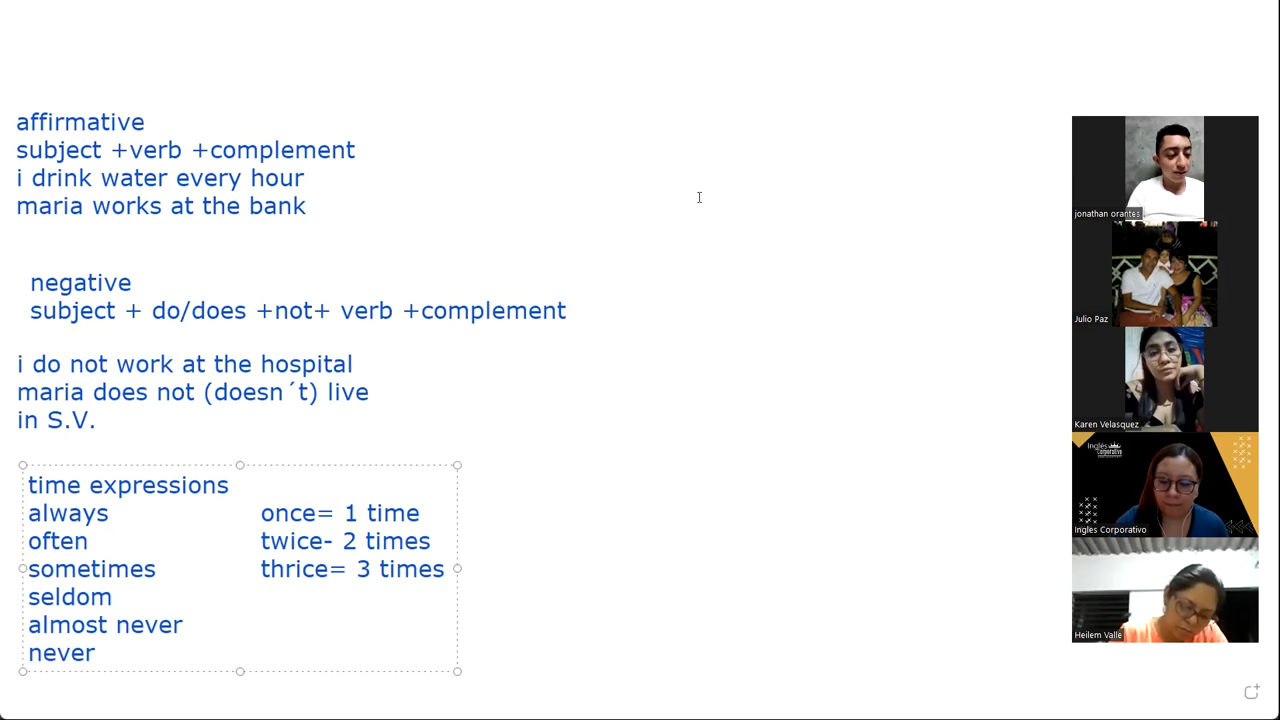 affirmative
subject +verb +complement
i drink water every hour
maria works at the bank
negative
subject + do/does +not+ verb +complement
i do not work at the hospital
maria does not (doesn´t) live
in S.V.
time expressions
always once= 1 time
often twice- 2 times
sometimes thrice= 3 times
seldom
almost never
never
jonathan orantes
Julio Paz
Karen Velasquez
Inglés
Corporativo
Ingles Corporativo
Heilem Valle